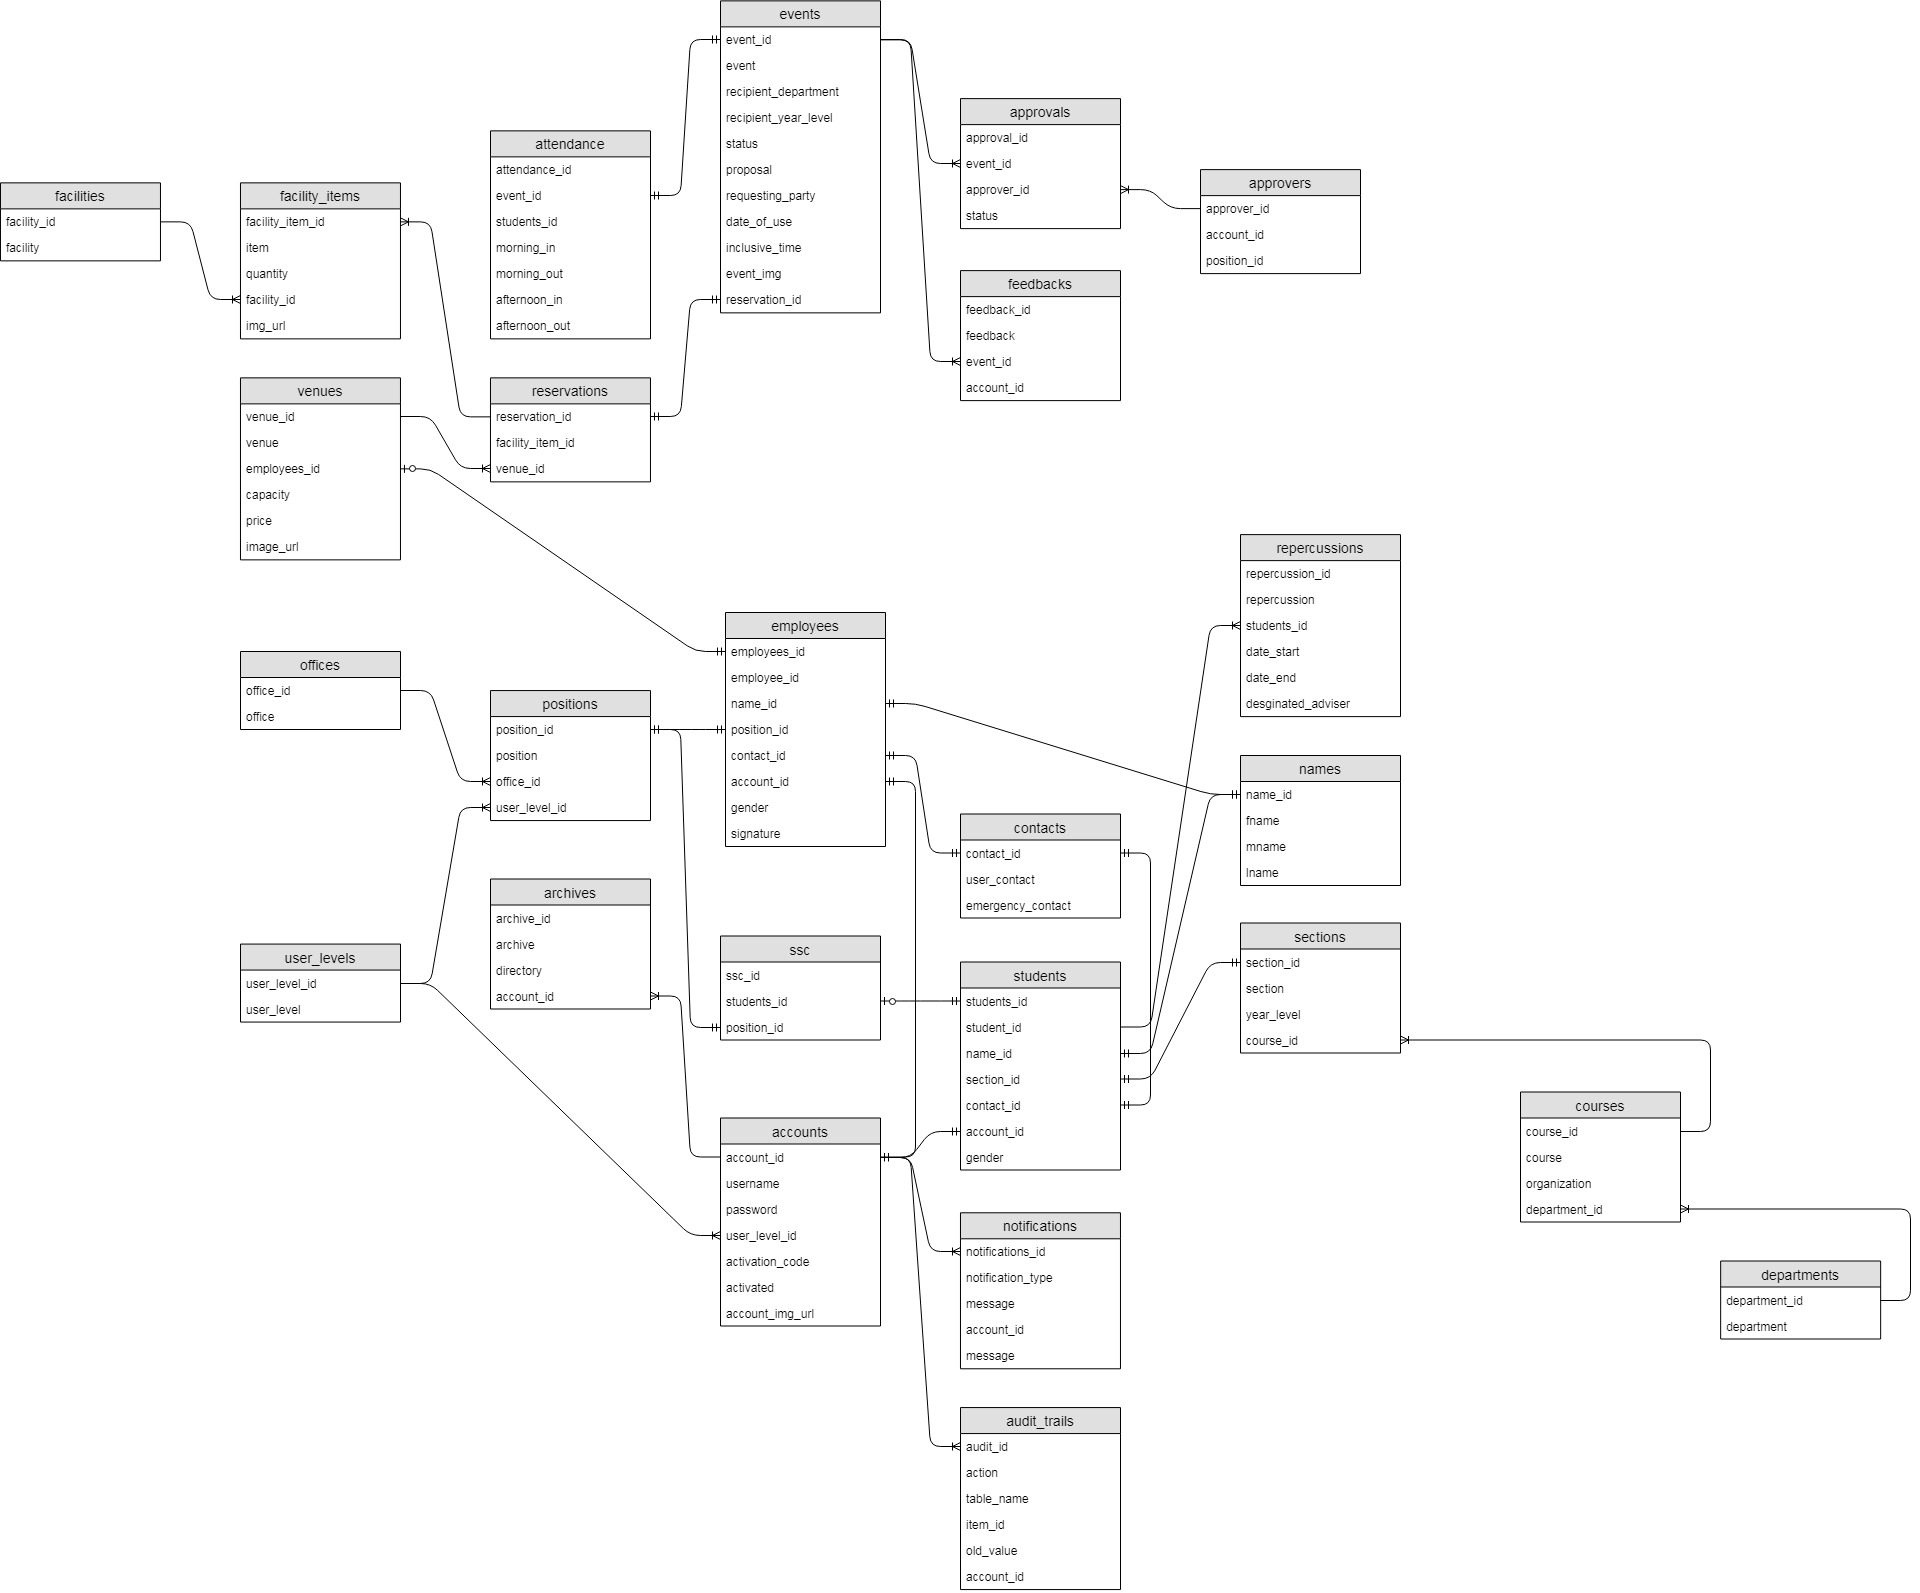 events
event_id
event
recipient_department
recipient_year_level
status
proposal
requesting_party
date_of_use
inclusive_time
event_img
reservation_id
approvals
approval_id
event_id
approver_id
status
attendance
attendance_id
event_id
students_id
morning_in
morning_out
afternoon_in
afternoon_out
approvers
approver_id
account_id
position_id
facilities
facility_id
facility
facility_items
facility_item_id
item
quantity
facility_id
img_url
feedbacks
feedback_id
feedback
event_id
account_id
venues
venue_id
venue
employees_id
capacity
price
image_url
reservations
reservation_id
facility_item_id
venue_id
repercussions
repercussion_id
repercussion
students_id
date_start
date_end
desginated_adviser
employees
employees_id
employee_id
name_id
position_id
contact_id
account_id
gender
signature
offices
office_id
office
positions
position_id
position
office_id
user_level_id
names
name_id
fname
mname
lname
contacts
contact_id
user_contact
emergency_contact
archives
archive_id
archive
directory
account_id
sections
section_id
section
year_level
course_id
ssc
ssc_id
students_id
position_id
user_levels
user_level_id
user_level
students
students_id
student_id
name_id
section_id
contact_id
account_id
gender
courses
course_id
course
organization
department_id
accounts
account_id
username
password
user_level_id
activation_code
activated
account_img_url
notifications
notifications_id
notification_type
message
account_id
message
departments
department_id
department
audit_trails
audit_id
action
table_name
item_id
old_value
account_id